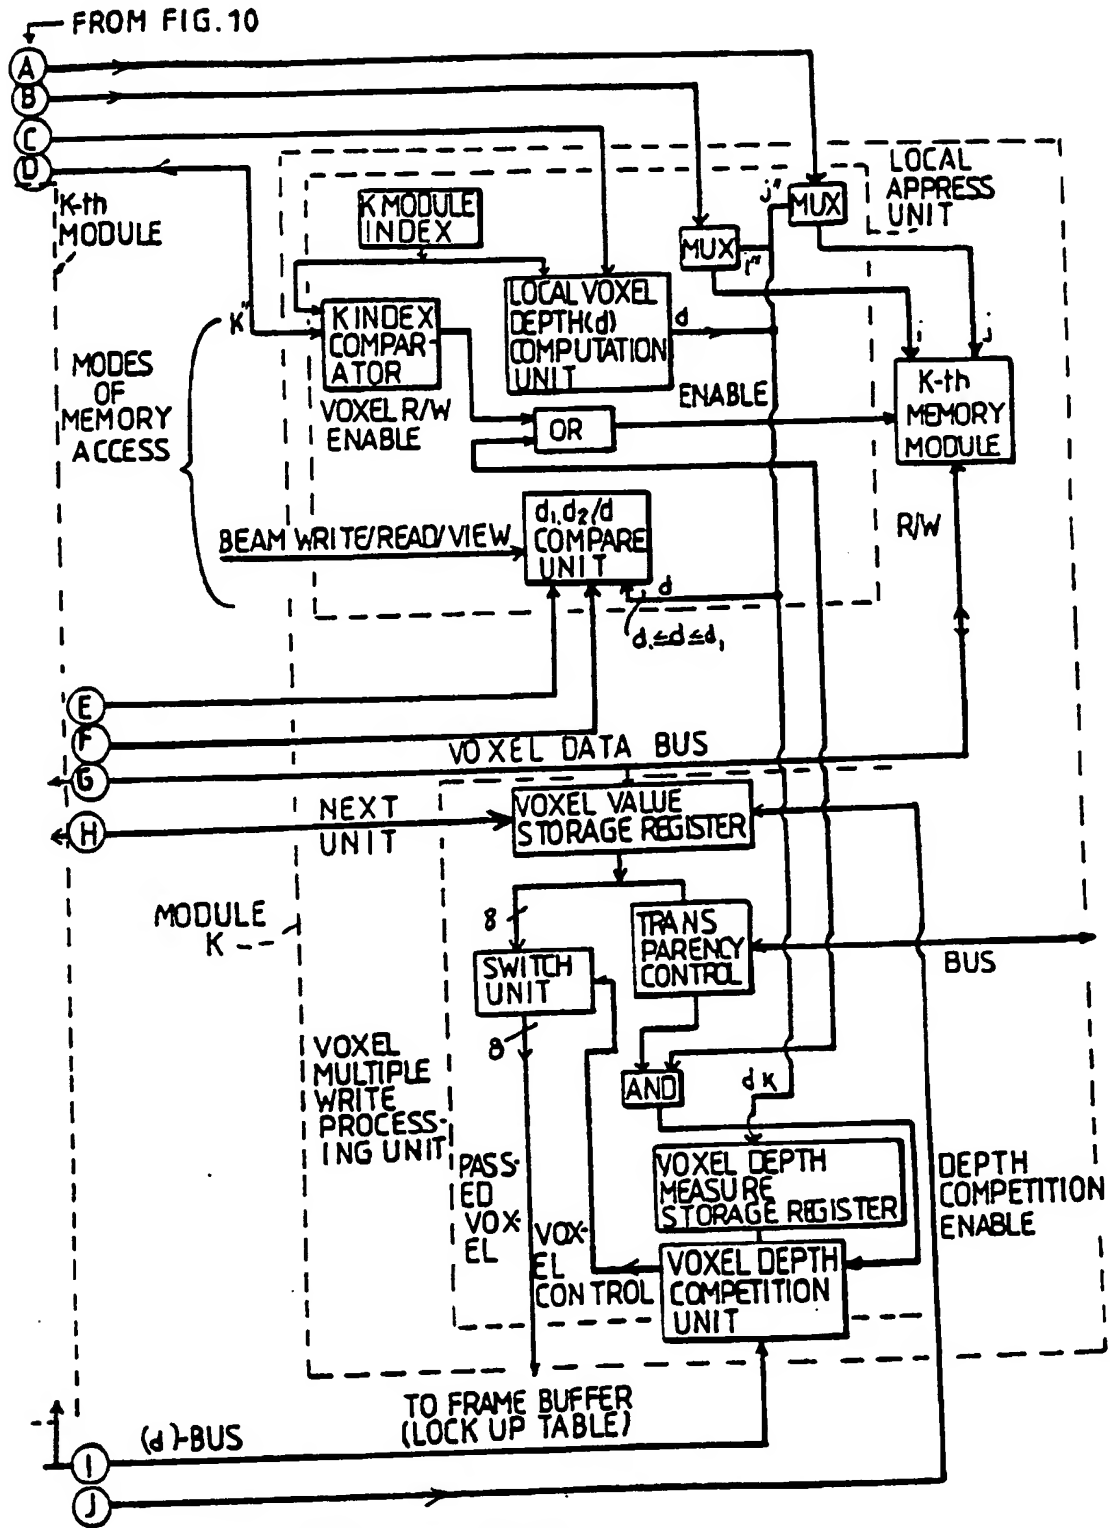 FROM FIG.10
A
B
C
D
K-th
MODULE
LOCAL
APPRESS
UNIT
K MODULE
INDEX
j"
MUX
MUX
i"
K"
K INDEX
COMPAR-
ATOR
LOCAL VOXEL
DEPTH(d)
COMPUTATION
UNIT
d
i
j
MODES
OF
MEMORY
ACCESS
VOXEL R/W
ENABLE
OR
ENABLE
K-th
MEMORY
MODULE
R/W
BEAM WRITE/READ/VIEW
d₁,d₂/d
COMPARE
UNIT
d
d₁≤d≤d₁
E
F
VOXEL DATA BUS
G
H
NEXT
UNIT
VOXEL VALUE
STORAGE REGISTER
MODULE
K
8
SWITCH
UNIT
8
TRANS
PARENCY
CONTROL
BUS
VOXEL
MULTIPLE
WRITE
PROCESS-
ING UNIT
AND
dK
PASS-
ED
VOX-
EL
VOX-
EL
CONTROL
VOXEL DEPTH
MEASURE
STORAGE REGISTER
DEPTH
COMPETITION
ENABLE
VOXEL DEPTH
COMPETITION
UNIT
TO FRAME BUFFER
(LOCK UP TABLE)
(d)-BUS
I
J